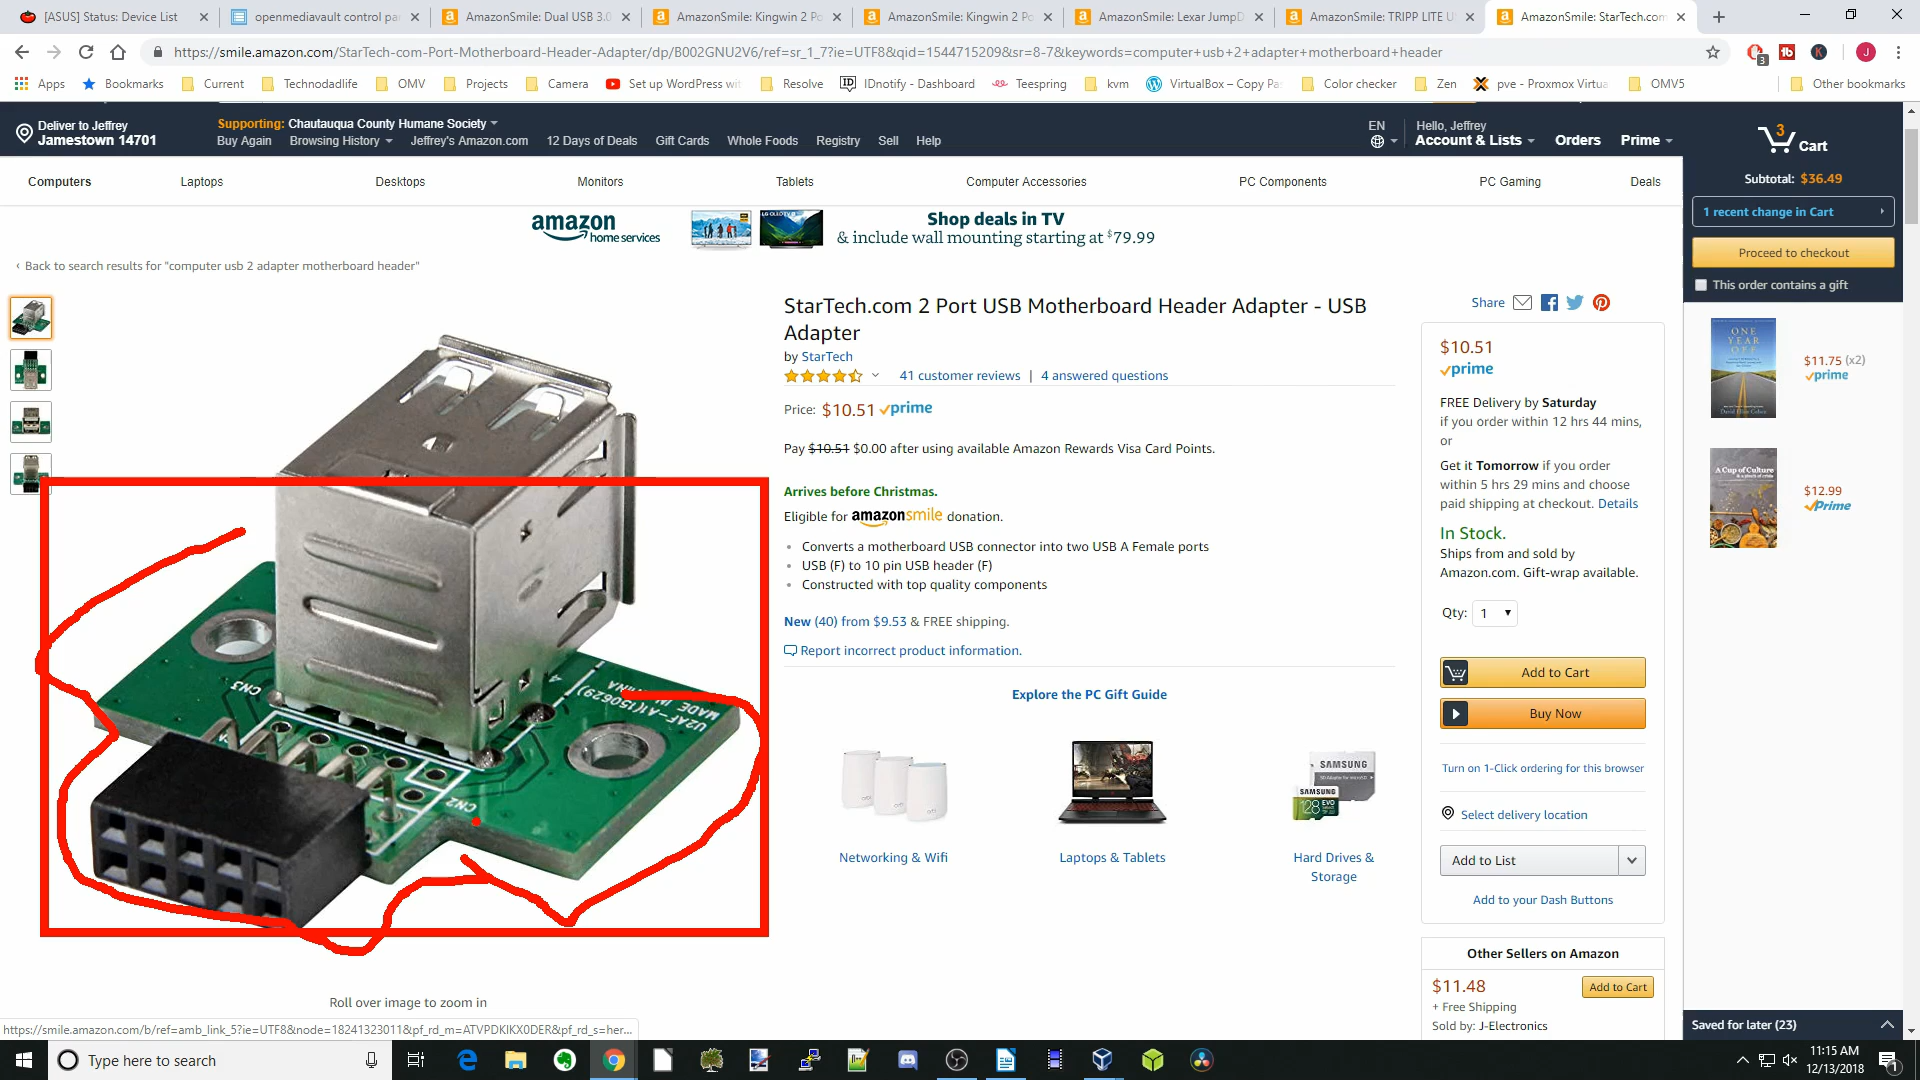 [ASUS] Status: Device List
openmediavault control pa
AmazonSmile: Dual USB 3.0
AmazonSmile: Kingwin 2 Po
AmazonSmile: Kingwin 2 Po
AmazonSmile: Lexar JumpD
AmazonSmile: TRIPP LITE U
AmazonSmile: StarTech.com
https://smile.amazon.com/StarTech-com-Port-Motherboard-Header-Adapter/dp/B002GNU2V6/ref=sr_1_7?ie=UTF8&qid=1544715209&sr=8-7&keywords=computer+usb+2+adapter+motherboard+header
3
tb
K
J
Apps Bookmarks Current Technodadlife OMV Projects Camera Set up WordPress wit Resolve IDnotify - Dashboard Teespring kvm VirtualBox – Copy Pa Color checker Zen pve - Proxmox Virtua OMV5 Other bookmarks
Deliver to Jeffrey
Jamestown 14701
Supporting: Chautauqua County Humane Society
Buy Again Browsing History Jeffrey's Amazon.com 12 Days of Deals Gift Cards Whole Foods Registry Sell Help
EN
Hello, Jeffrey
Account & Lists Orders Prime
3
Cart
Subtotal: $36.49
1 recent change in Cart
Proceed to checkout
This order contains a gift
Computers Laptops Desktops Monitors Tablets Computer Accessories PC Components PC Gaming Deals
amazon
home services
Shop deals in TV
& include wall mounting starting at $79.99
‹ Back to search results for "computer usb 2 adapter motherboard header"
StarTech.com 2 Port USB Motherboard Header Adapter - USB
Adapter
by StarTech
41 customer reviews | 4 answered questions
Price: $10.51 prime
Pay $10.51 $0.00 after using available Amazon Rewards Visa Card Points.
Arrives before Christmas.
Eligible for amazonsmile donation.
• Converts a motherboard USB connector into two USB A Female ports
• USB (F) to 10 pin USB header (F)
• Constructed with top quality components
New (40) from $9.53 & FREE shipping.
Report incorrect product information.
CN3
CN2
4
U2AF-A1(150629)
MADE IN
Roll over image to zoom in
Explore the PC Gift Guide
SAMSUNG
SAMSUNG
EVO
128
Networking & Wifi
Laptops & Tablets
Hard Drives &
Storage
Share
$10.51
prime
FREE Delivery by Saturday
if you order within 12 hrs 44 mins,
or
Get it Tomorrow if you order
within 5 hrs 29 mins and choose
paid shipping at checkout. Details
In Stock.
Ships from and sold by
Amazon.com. Gift-wrap available.
Qty: 1
Add to Cart
Buy Now
Turn on 1-Click ordering for this browser
Select delivery location
Add to List
Add to your Dash Buttons
Other Sellers on Amazon
$11.48
Add to Cart
+ Free Shipping
Sold by: J-Electronics
ONE
YEAR
OFF
$11.75 (x2)
prime
A Cup of Culture
$12.99
Prime
Saved for later (23)
https://smile.amazon.com/b/ref=amb_link_5?ie=UTF8&node=18241323011&pf_rd_m=ATVPDKIKX0DER&pf_rd_s=her...
Type here to search
11:15 AM
12/13/2018
1